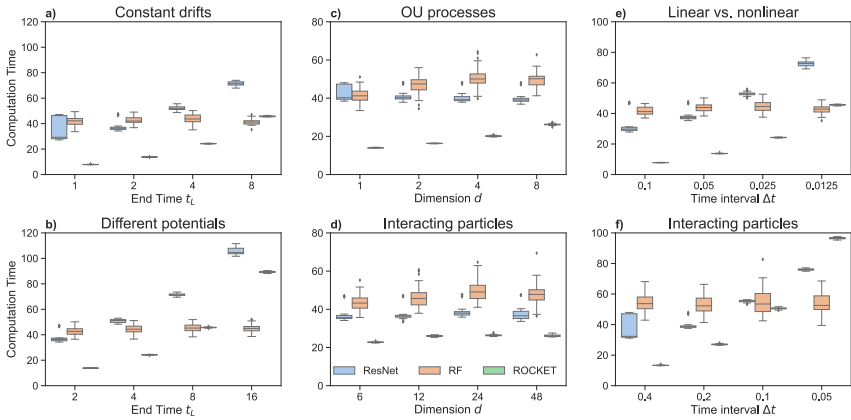 a) Constant drifts
120
100
80
60
40
20
0
Computation Time
1 2 4 8
End Time t_L
c) OU processes
80
60
40
20
0
1 2 4 8
Dimension d
e) Linear vs. nonlinear
100
80
60
40
20
0
0.1 0.05 0.025 0.0125
Time interval Δt
b) Different potentials
120
100
80
60
40
20
0
Computation Time
2 4 8 16
End Time t_L
d) Interacting particles
80
60
40
20
0
ResNet RF ROCKET
6 12 24 48
Dimension d
f) Interacting particles
100
80
60
40
20
0
0.4 0.2 0.1 0.05
Time interval Δt